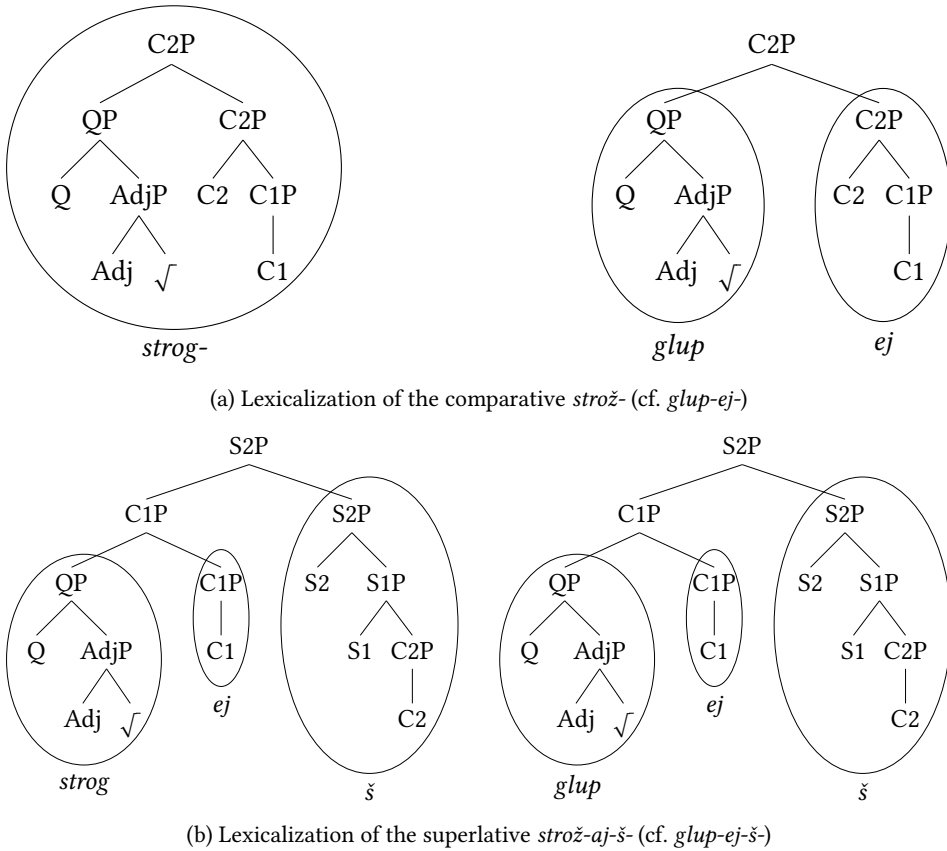 C2P C2P
QP C2P QP C2P
Q AdjP C2 C1P Q AdjP C2 C1P
Adj √ C1 Adj √ C1
strog- glup ej
(a) Lexicalization of the comparative strož- (cf. glup-ej-)
S2P S2P
C1P S2P C1P S2P
QP C1P S2 S1P QP C1P S2 S1P
Q AdjP C1 S1 C2P Q AdjP C1 S1 C2P
ej ej
Adj √ C2 Adj √ C2
strog š glup š
(b) Lexicalization of the superlative strož-aj-š- (cf. glup-ej-š-)